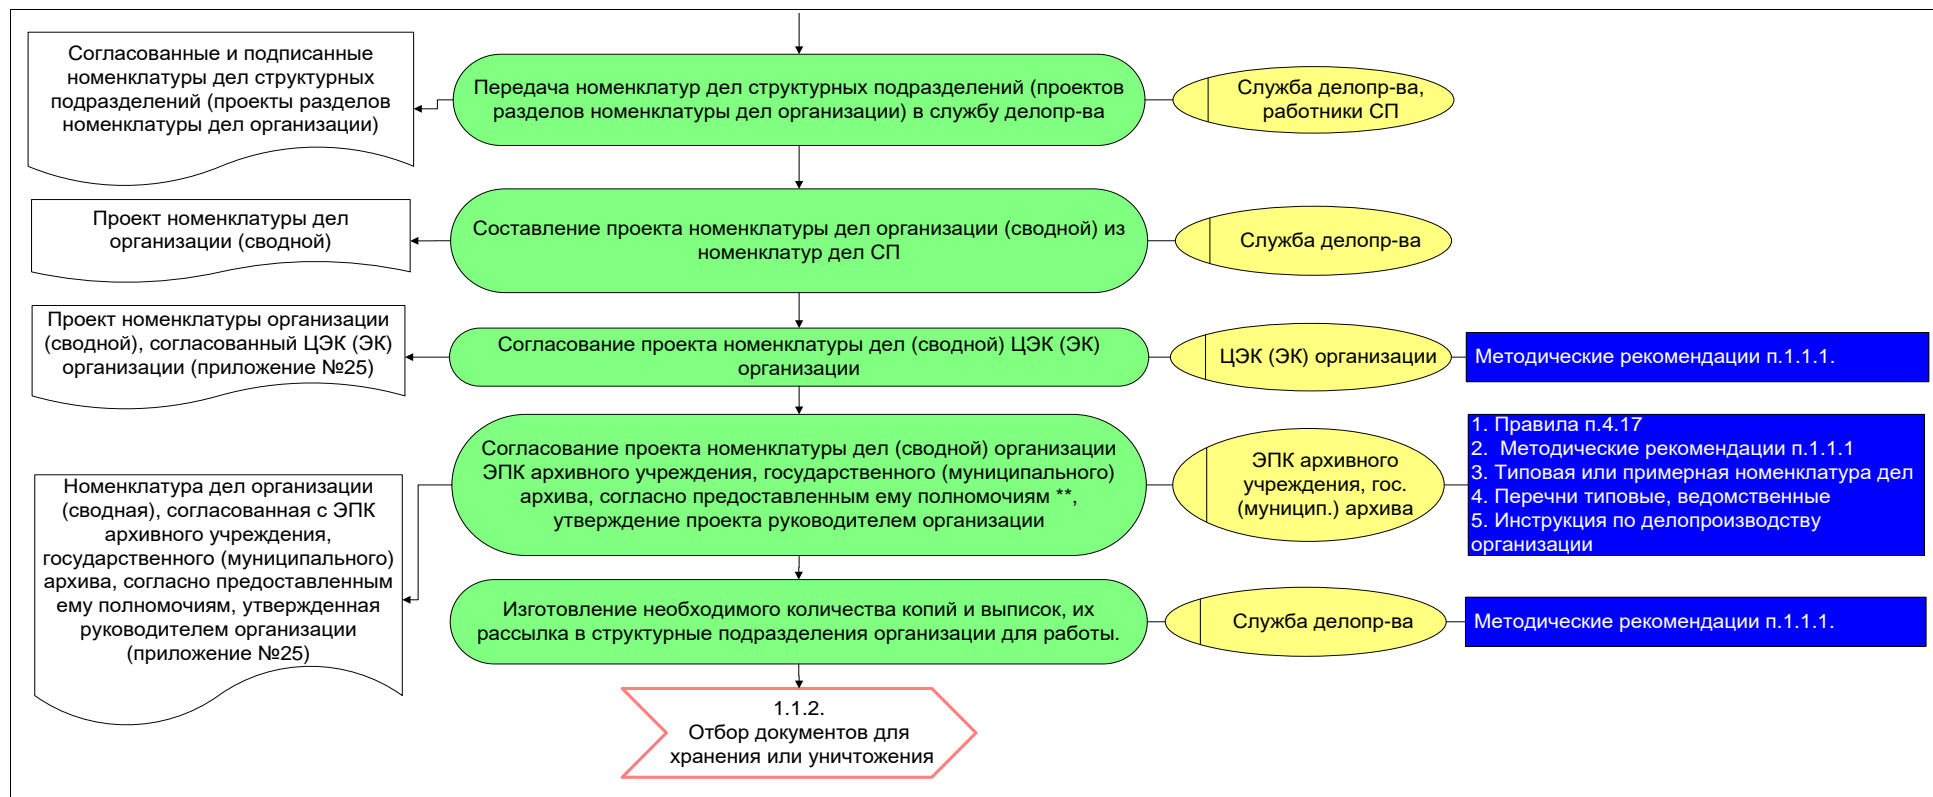 Согласованные и подписанные
номенклатуры дел структурных
подразделений (проекты разделов
номенклатуры дел организации)
Передача номенклатур дел структурных подразделений (проектов
разделов номенклатуры дел организации) в службу делопр-ва
Служба делопр-ва,
работники СП
Проект номенклатуры дел
организации (сводной)
Составление проекта номенклатуры дел организации (сводной) из
номенклатур дел СП
Служба делопр-ва
Проект номенклатуры организации
(сводной), согласованный ЦЭК (ЭК)
организации (приложение №25)
Согласование проекта номенклатуры дел (сводной) ЦЭК (ЭК)
организации
ЦЭК (ЭК) организации
Методические рекомендации п.1.1.1.
Номенклатура дел организации
(сводная), согласованная с ЭПК
архивного учреждения,
государственного (муниципального)
архива, согласно предоставленным
ему полномочиям, утвержденная
руководителем организации
(приложение №25)
Согласование проекта номенклатуры дел (сводной) организации
ЭПК архивного учреждения, государственного (муниципального)
архива, согласно предоставленным ему полномочиям **,
утверждение проекта руководителем организации
ЭПК архивного
учреждения, гос.
(муницип.) архива
1. Правила п.4.17
2.  Методические рекомендации п.1.1.1
3. Типовая или примерная номенклатура дел
4. Перечни типовые, ведомственные
5. Инструкция по делопроизводству
организации
Изготовление необходимого количества копий и выписок, их
рассылка в структурные подразделения организации для работы.
Служба делопр-ва
Методические рекомендации п.1.1.1.
1.1.2.
Отбор документов для
хранения или уничтожения